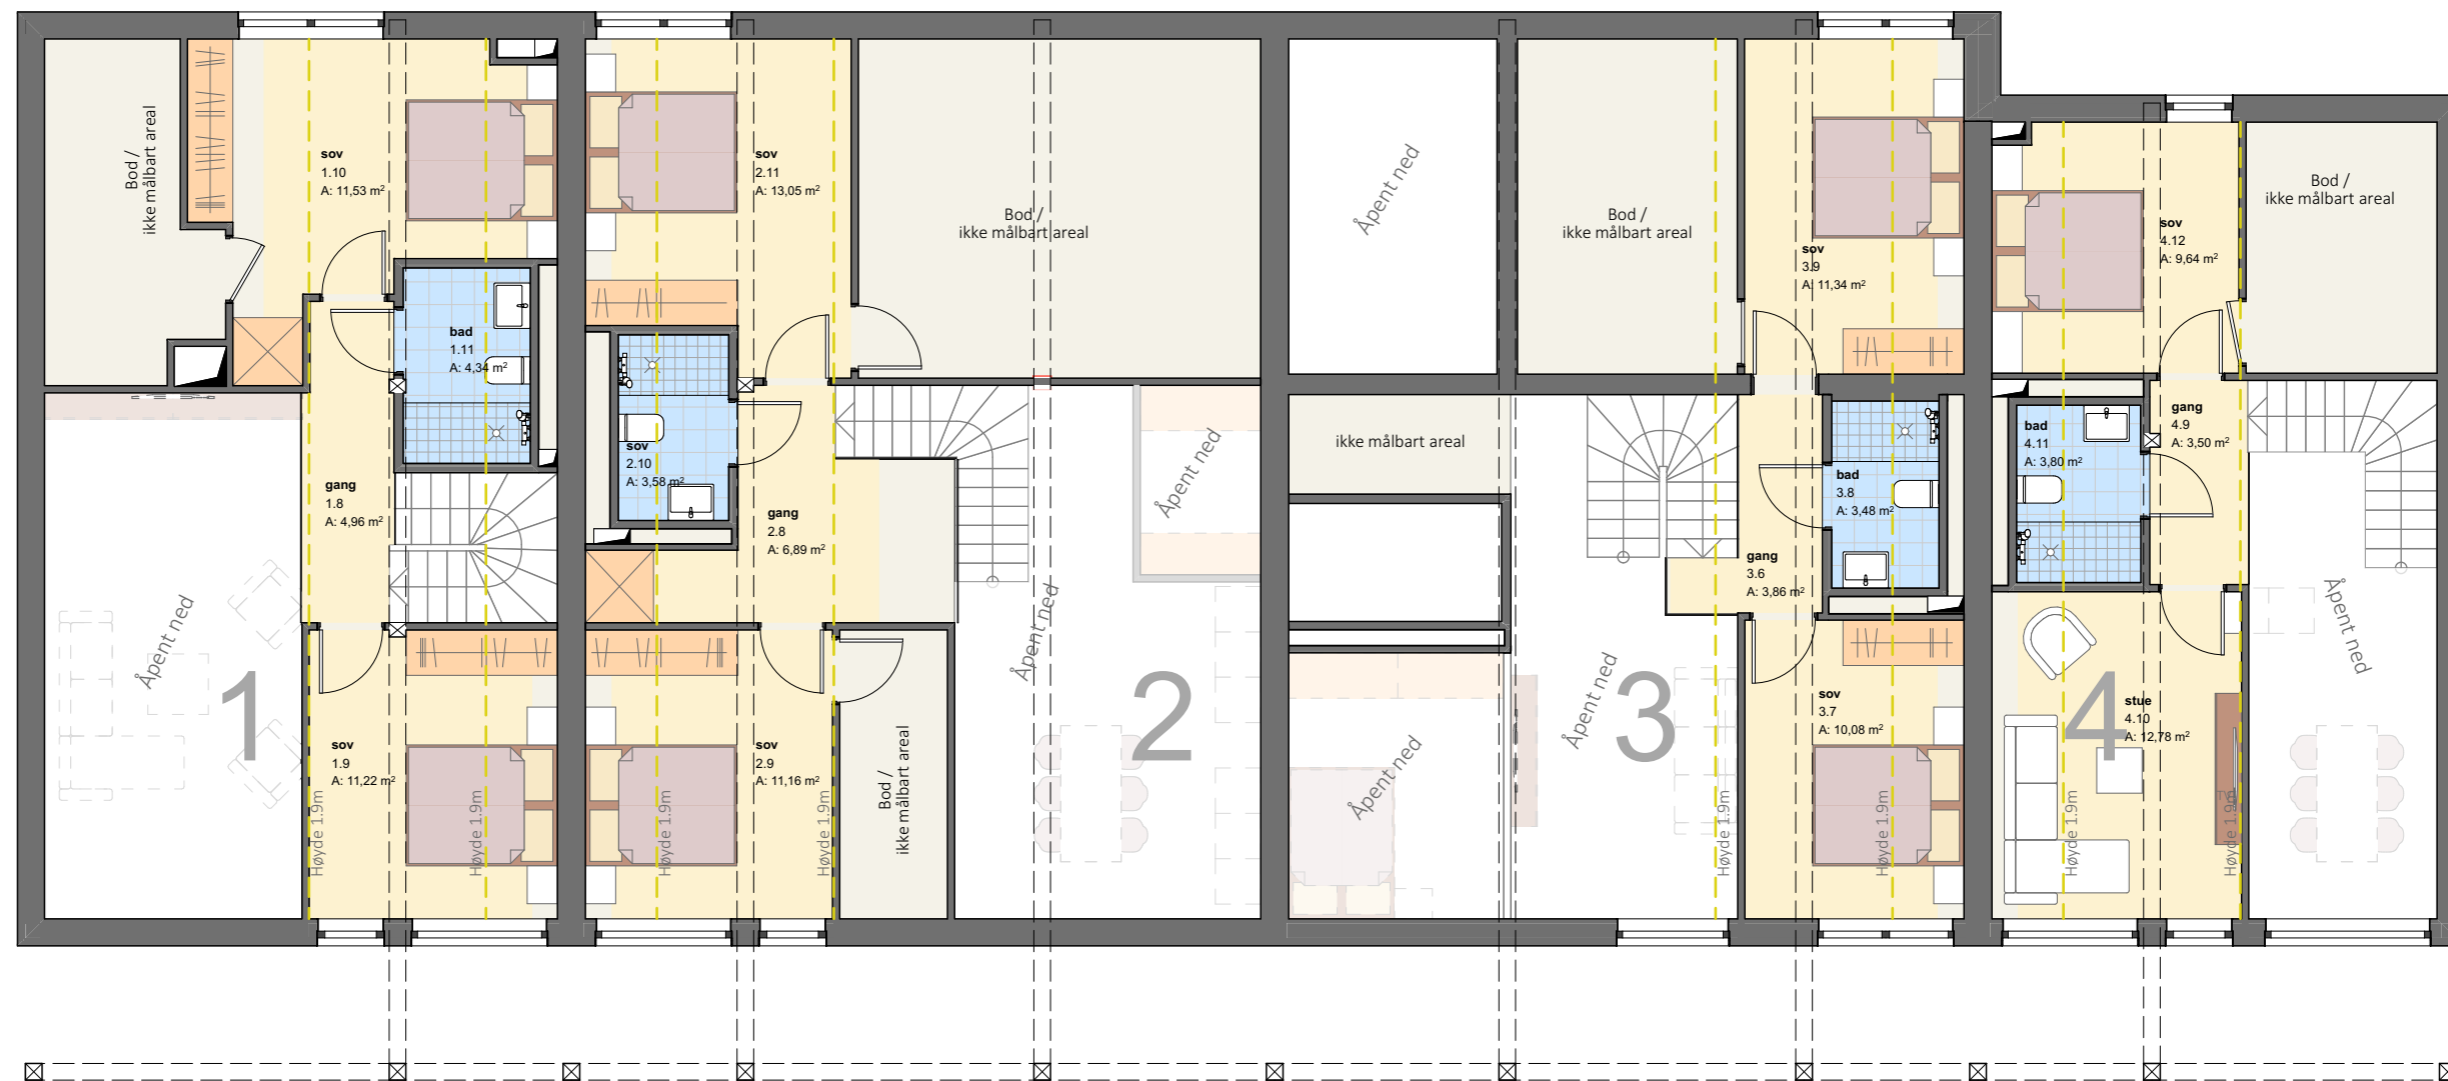 Bod /
ikke målbart areal
sov
1.10
A: 11,53 m²
bad
1.11
A: 4,34 m²
gang
1.8
A: 4,96 m²
Åpent ned
1
sov
1.9
A: 11,22 m²
Høyde 1.9m
Høyde 1.9m
sov
2.11
A: 13,05 m²
Bod /
ikke målbart areal
sov
2.10
A: 3,58 m²
gang
2.8
A: 6,89 m²
Åpent ned
Åpent ned
2
sov
2.9
A: 11,16 m²
Høyde 1.9m
Høyde 1.9m
Bod /
ikke målbart areal
Åpent ned
Bod /
ikke målbart areal
sov
3.9
A: 11,34 m²
ikke målbart areal
bad
3.8
A: 3,48 m²
gang
3.6
A: 3,86 m²
Åpent ned
Åpent ned
3
sov
3.7
A: 10,08 m²
Høyde 1.9m
Høyde 1.9m
sov
4.12
A: 9,64 m²
Bod /
ikke målbart areal
bad
4.11
A: 3,80 m²
gang
4.9
A: 3,50 m²
Åpent ned
4
stue
4.10
A: 12,78 m²
TV
Høyde 1.9m
Høyde 1.9m